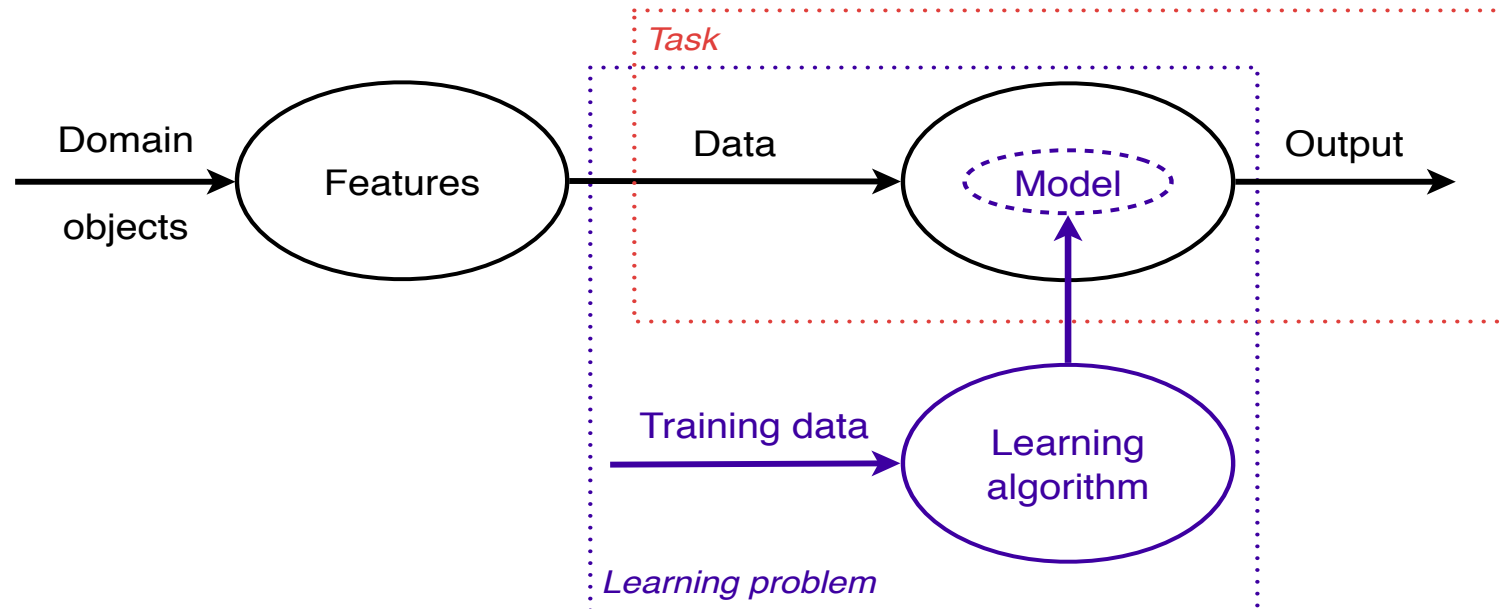 Task
Domain
objects
Features
Data
Model
Output
Training data
Learning
algorithm
Learning problem